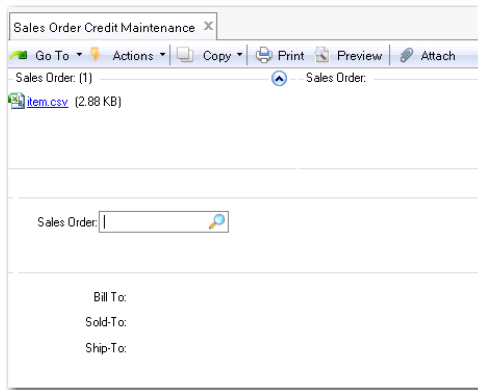 Sales Order Credit Maintenance X
Go To Actions Copy Print Preview Attach
Sales Order: (1) Sales Order:
item.csv (2.88 KB)
Sales Order:
Bill To:
Sold-To:
Ship-To: